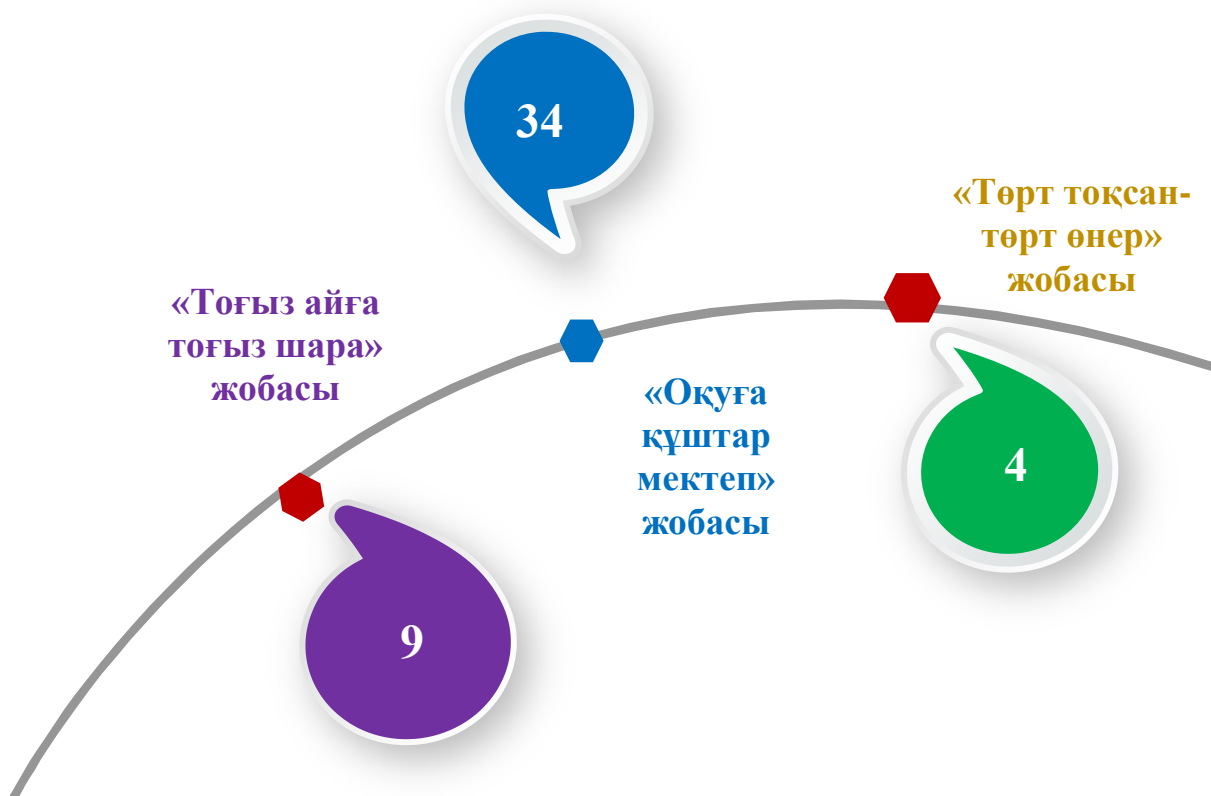 34
«Төрт тоқсан-
төрт өнер»
жобасы
«Тоғыз айға
тоғыз шара»
жобасы
«Оқуға
құштар
мектеп»
жобасы
4
9